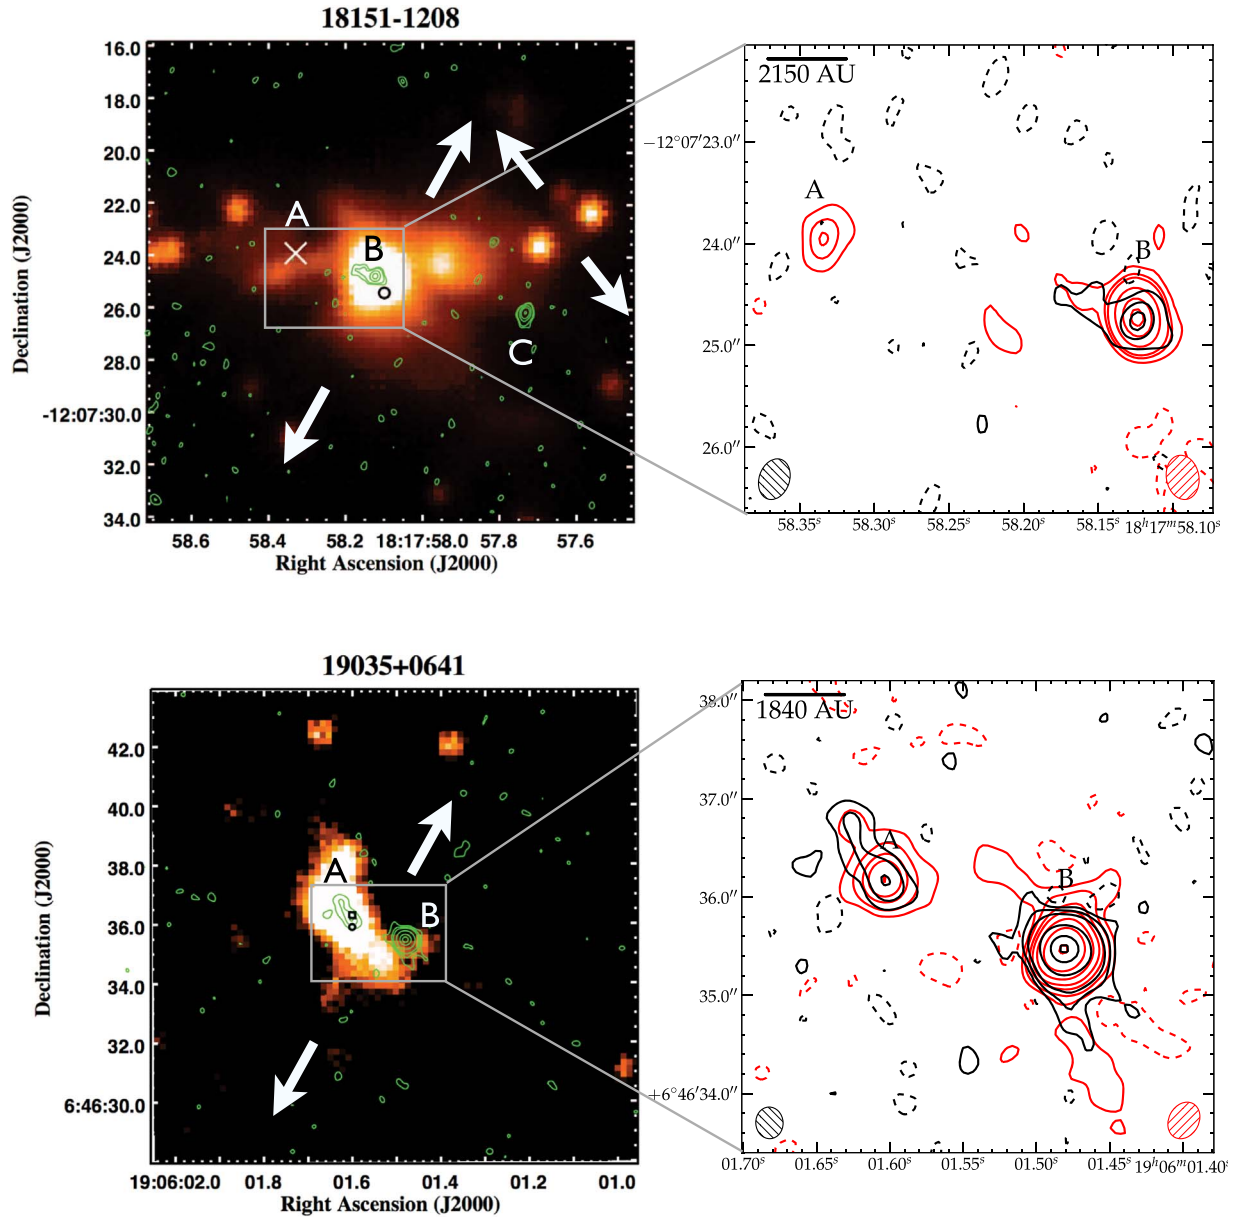 18151-1208
16.0
18.0
20.0
22.0
24.0
26.0
28.0
-12:07:30.0
32.0
34.0
Declination (J2000)
A
B
C
58.6 58.4 58.2 18:17:58.0 57.8 57.6
Right Ascension (J2000)
2150 AU
−12°07′23.0″
24.0″
25.0″
26.0″
A
B
58.35ˢ 58.30ˢ 58.25ˢ 58.20ˢ 58.15ˢ 18ʰ17ᵐ58.10ˢ
19035+0641
42.0
40.0
38.0
36.0
34.0
32.0
6:46:30.0
Declination (J2000)
A
B
19:06:02.0 01.8 01.6 01.4 01.2 01.0
Right Ascension (J2000)
38.0″
1840 AU
37.0″
36.0″
35.0″
+6°46′34.0″
A
B
01.70ˢ 01.65ˢ 01.60ˢ 01.55ˢ 01.50ˢ 01.45ˢ 19ʰ06ᵐ01.40ˢ